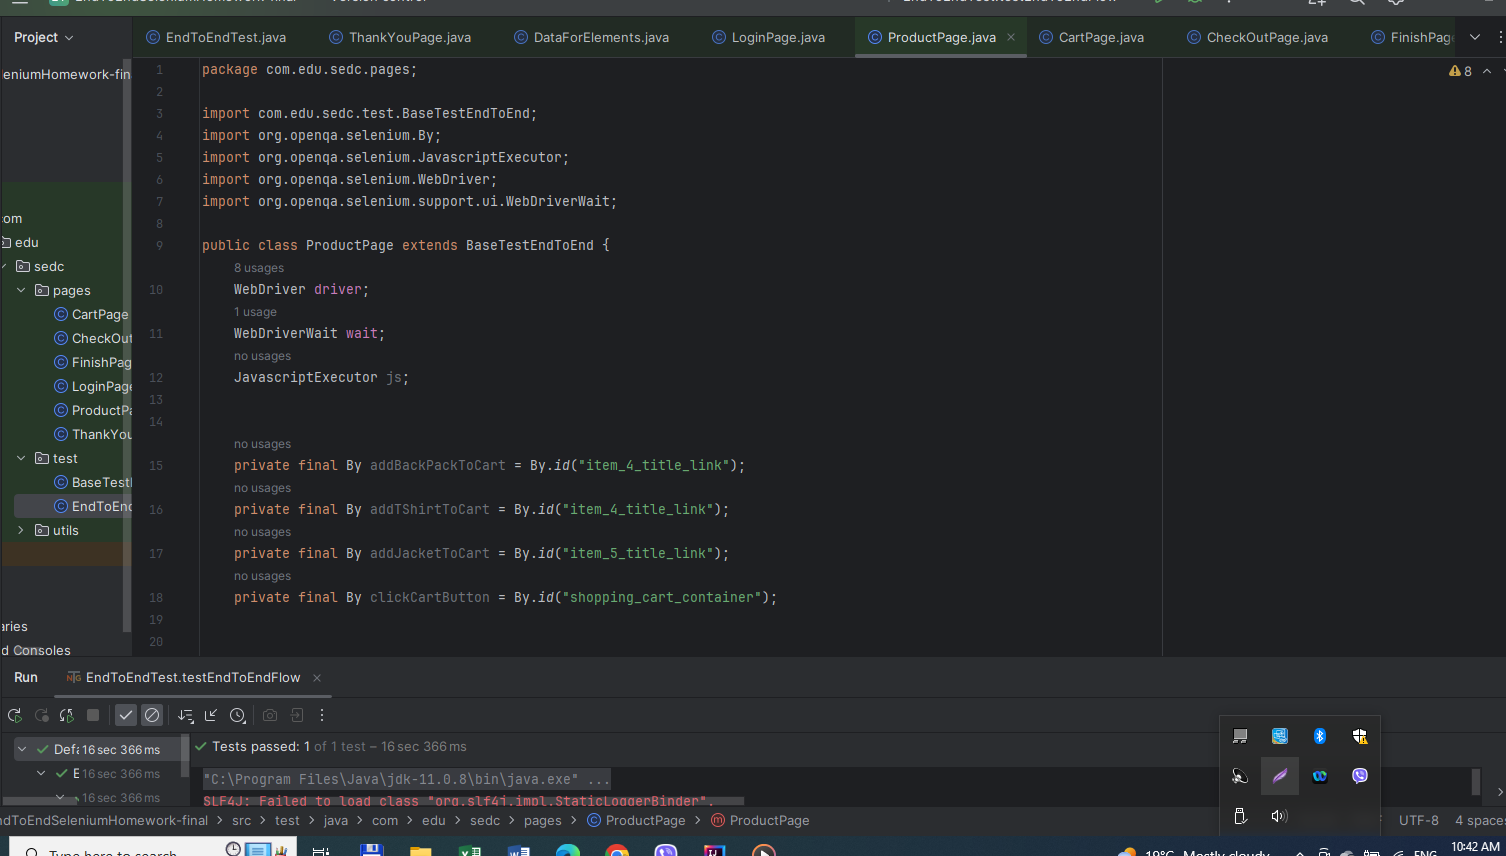 Project
EndToEndTest.java
ThankYouPage.java
DataForElements.java
LoginPage.java
ProductPage.java
CartPage.java
CheckOutPage.java
FinishPag
eniumHomework-fin
com
edu
sedc
pages
CartPage
CheckOut
FinishPag
LoginPage
ProductPa
ThankYou
test
BaseTest
EndToEnd
utils
aries
d Consoles
8
1 package com.edu.sedc.pages;
2
3 import com.edu.sedc.test.BaseTestEndToEnd;
4 import org.openqa.selenium.By;
5 import org.openqa.selenium.JavascriptExecutor;
6 import org.openqa.selenium.WebDriver;
7 import org.openqa.selenium.support.ui.WebDriverWait;
8
9 public class ProductPage extends BaseTestEndToEnd {
8 usages
10 WebDriver driver;
1 usage
11 WebDriverWait wait;
no usages
12 JavascriptExecutor js;
13
14
no usages
15 private final By addBackPackToCart = By.id("item_4_title_link");
no usages
16 private final By addTShirtToCart = By.id("item_4_title_link");
no usages
17 private final By addJacketToCart = By.id("item_5_title_link");
no usages
18 private final By clickCartButton = By.id("shopping_cart_container");
19
20
Run
EndToEndTest.testEndToEndFlow
Defa 16 sec 366 ms
E 16 sec 373 ms
16 sec 366 ms
Tests passed: 1 of 1 test – 16 sec 366 ms
"C:\Program Files\Java\jdk-11.0.8\bin\java.exe" ...
SLF4J: Failed to load class "org.slf4j.impl.StaticLoggerBinder".
ndToEndSeleniumHomework-final > src > test > java > com > edu > sedc > pages > ProductPage > ProductPage
UTF-8
4 spaces
Type here to search
19°C Mostly cloudy
ENG
10:42 AM